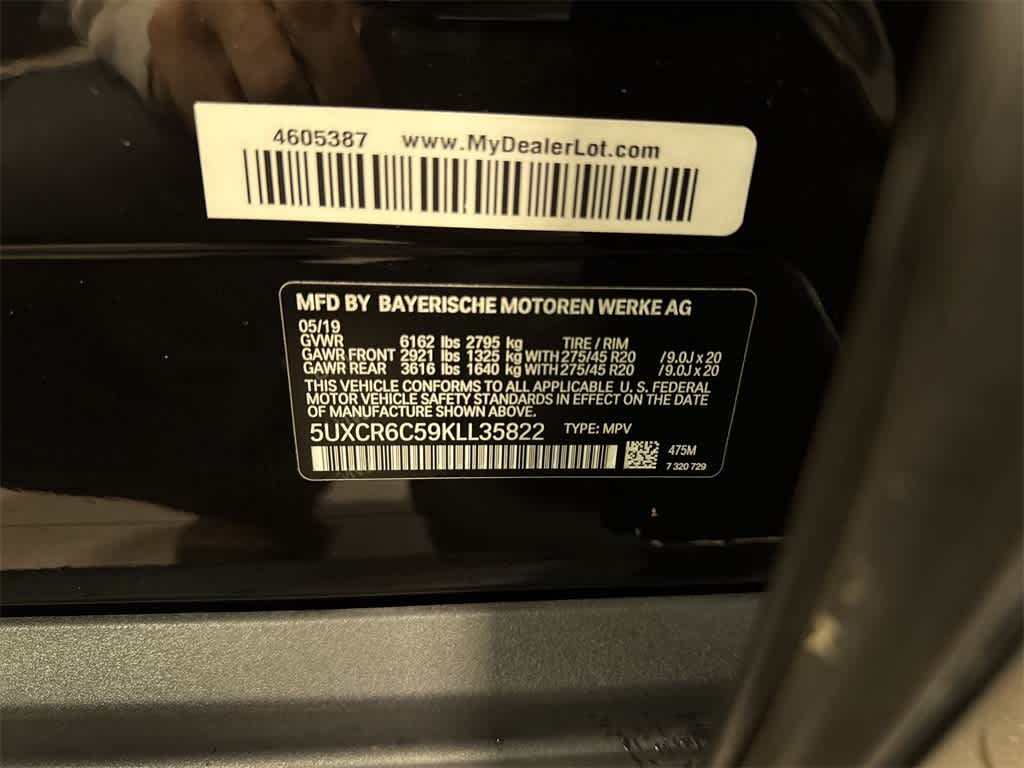 4605387 www.MyDealerLot.com
MFD BY BAYERISCHE MOTOREN WERKE AG
05/19
GVWR 6162 lbs 2795 kg TIRE / RIM
GAWR FRONT 2921 lbs 1325 kg WITH 275/45 R20 /9.0J x 20
GAWR REAR 3616 lbs 1640 kg WITH 275/45 R20 /9.0J x 20
THIS VEHICLE CONFORMS TO ALL APPLICABLE U. S. FEDERAL
MOTOR VEHICLE SAFETY STANDARDS IN EFFECT ON THE DATE
OF MANUFACTURE SHOWN ABOVE.
5UXCR6C59KLL35822 TYPE: MPV
475M
7 320 729